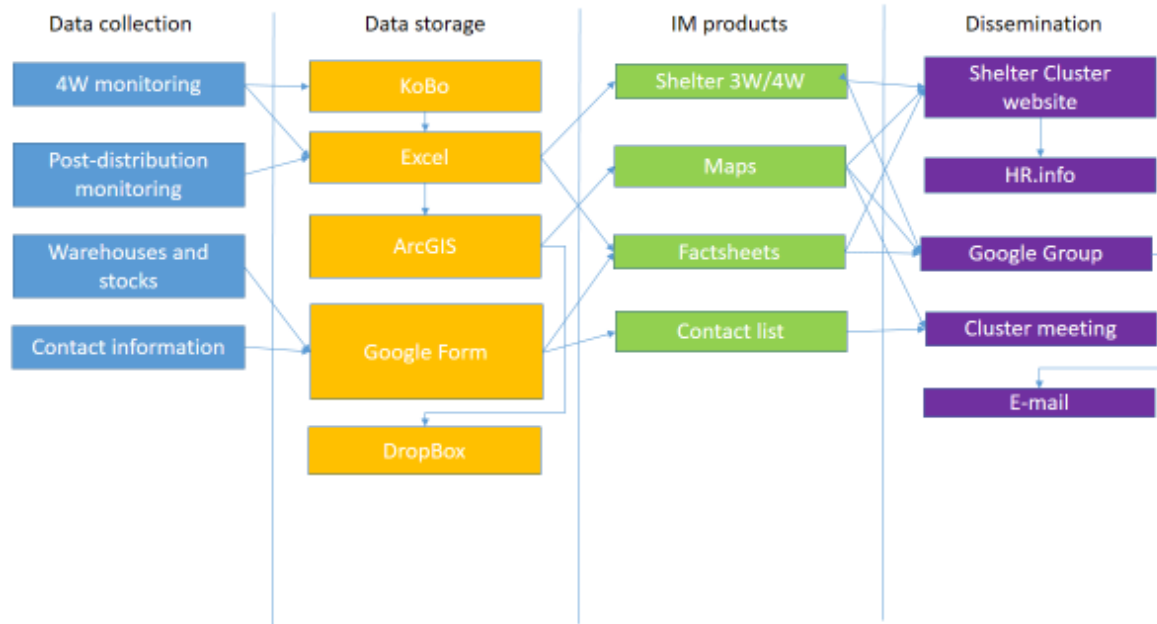 Data collection
Data storage
IM products
Dissemination
4W monitoring
Post-distribution
monitoring
Warehouses and
stocks
Contact information
KoBo
Excel
ArcGIS
Google Form
DropBox
Shelter 3W/4W
Maps
Factsheets
Contact list
Shelter Cluster
website
HR.info
Google Group
Cluster meeting
E-mail